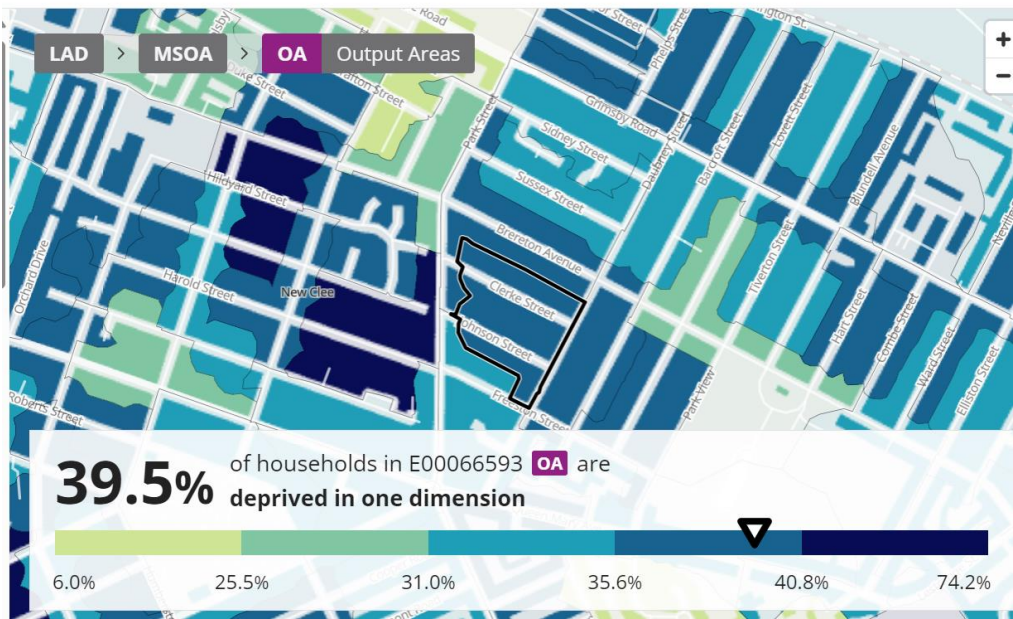 LAD > MSOA > OA Output Areas
+
−
Road
Grafton Street
Duke Street
Park Street
Phelps Street
Grimsby Road
Sidney Street
Sussex Street
Daubney Street
Barcroft Street
Lovett Street
Blundell Avenue
Hildyard Street
Brereton Avenue
Tiverton Street
Orchard Drive
Harold Street
New Clee
Clerke Street
Johnson Street
Hart Street
Combe Street
Ward Street
Elliston Street
Roberts Street
Freeston Street
Park View
39.5% of households in E00066593 OA are
deprived in one dimension
6.0% 25.5% 31.0% 35.6% 40.8% 74.2%